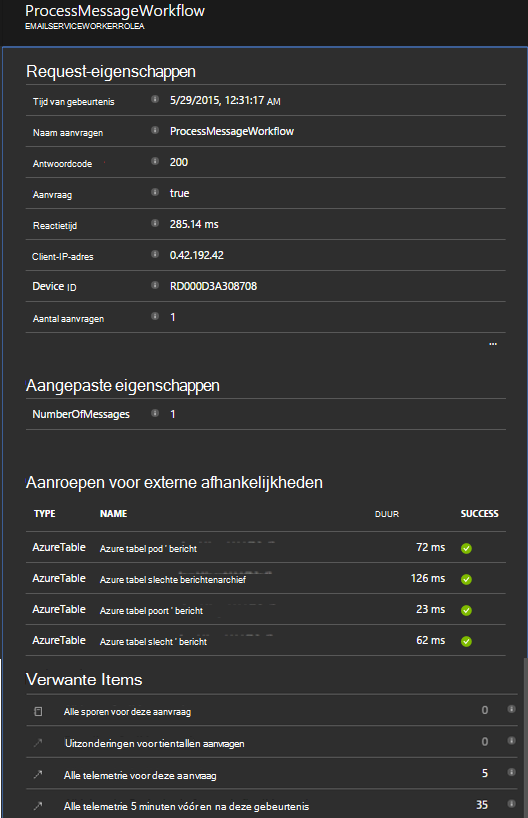 ProcessMessageWorkflow
EMAILSERVICEWORKERROLEA
Request-eigenschappen
Tijd van gebeurtenis 5/29/2015, 12:31:17 AM
Naam aanvragen ProcessMessageWorkflow
Antwoordcode 200
Aanvraag true
Reactietijd 285.14 ms
Client-IP-adres 0.42.192.42
Device ID RD000D3A308708
Aantal aanvragen 1
...
Aangepaste eigenschappen
NumberOfMessages 1
Aanroepen voor externe afhankelijkheden
TYPE NAME DUUR SUCCESS
AzureTable Azure tabel pod ' bericht 72 ms
AzureTable Azure tabel slechte berichtenarchief 126 ms
AzureTable Azure tabel poort ' bericht 23 ms
AzureTable Azure tabel slecht ' bericht 62 ms
Verwante Items
Alle sporen voor deze aanvraag 0
Uitzonderingen voor tientallen aanvragen 0
Alle telemetrie voor deze aanvraag 5
Alle telemetrie 5 minuten vóór en na deze gebeurtenis 35